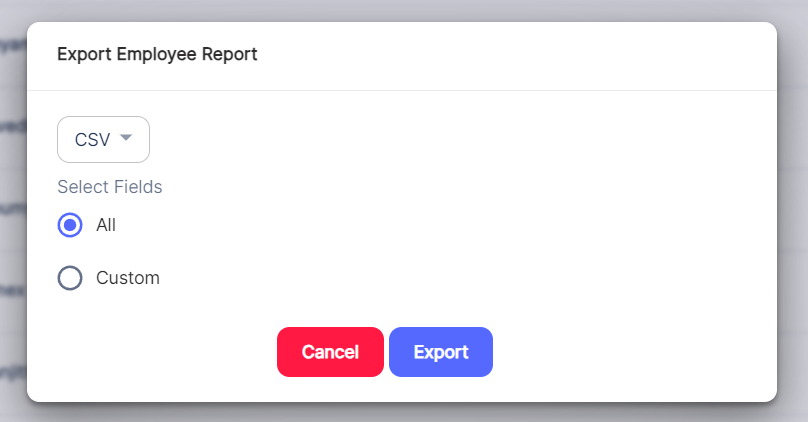 Export Employee Report
CSV
Select Fields
All
Custom
Cancel Export